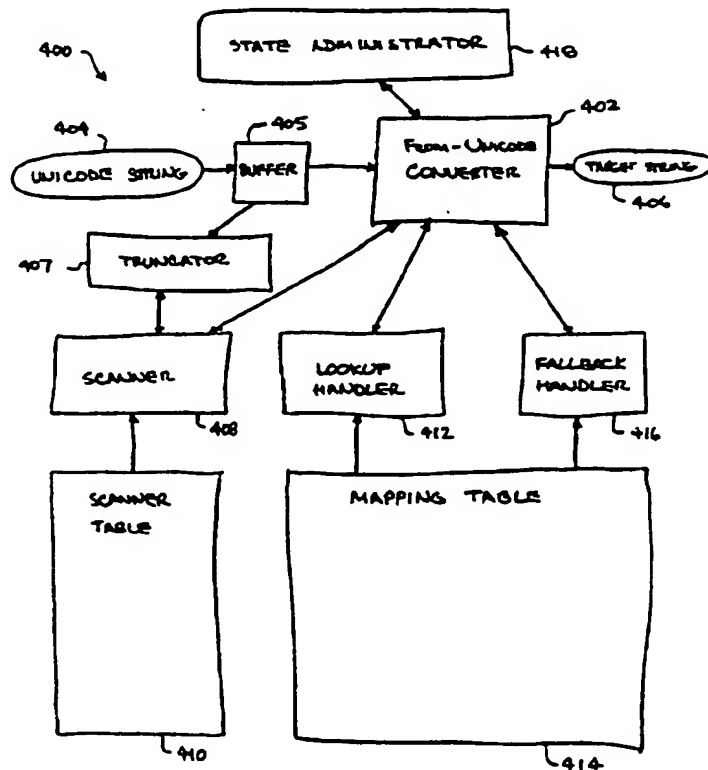 STATE ADMINISTRATOR
418
400
402
404
405
UNICODE STRING
BUFFER
FROM-UNICODE
CONVERTER
TARGET STRING
406
407
TRUNCATOR
SCANNER
408
LOOKUP
HANDLER
412
FALLBACK
HANDLER
416
SCANNER
TABLE
410
MAPPING TABLE
414